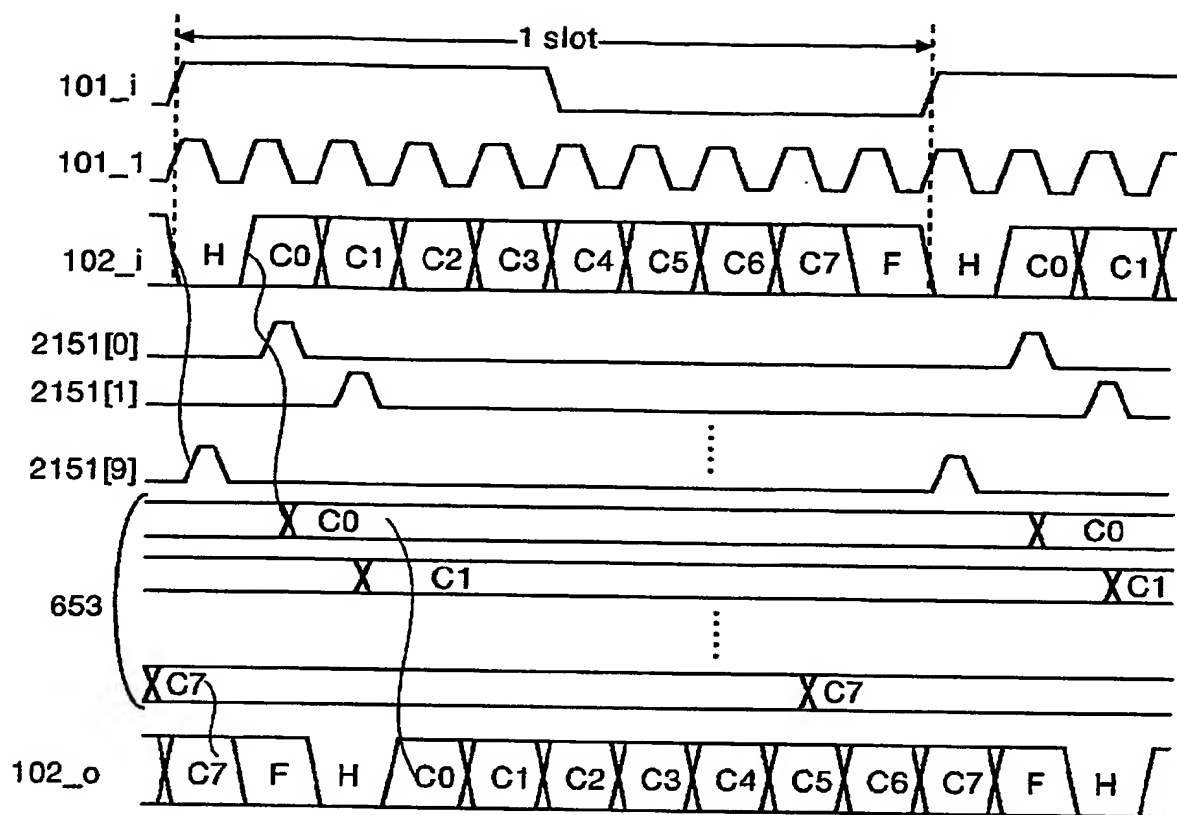 1 slot
101_i
101_1
102_i H C0 C1 C2 C3 C4 C5 C6 C7 F H C0 C1
2151[0]
2151[1]
2151[9]
C0 C0
C1 C1
653
C7 C7
102_o C7 F H C0 C1 C2 C3 C4 C5 C6 C7 F H